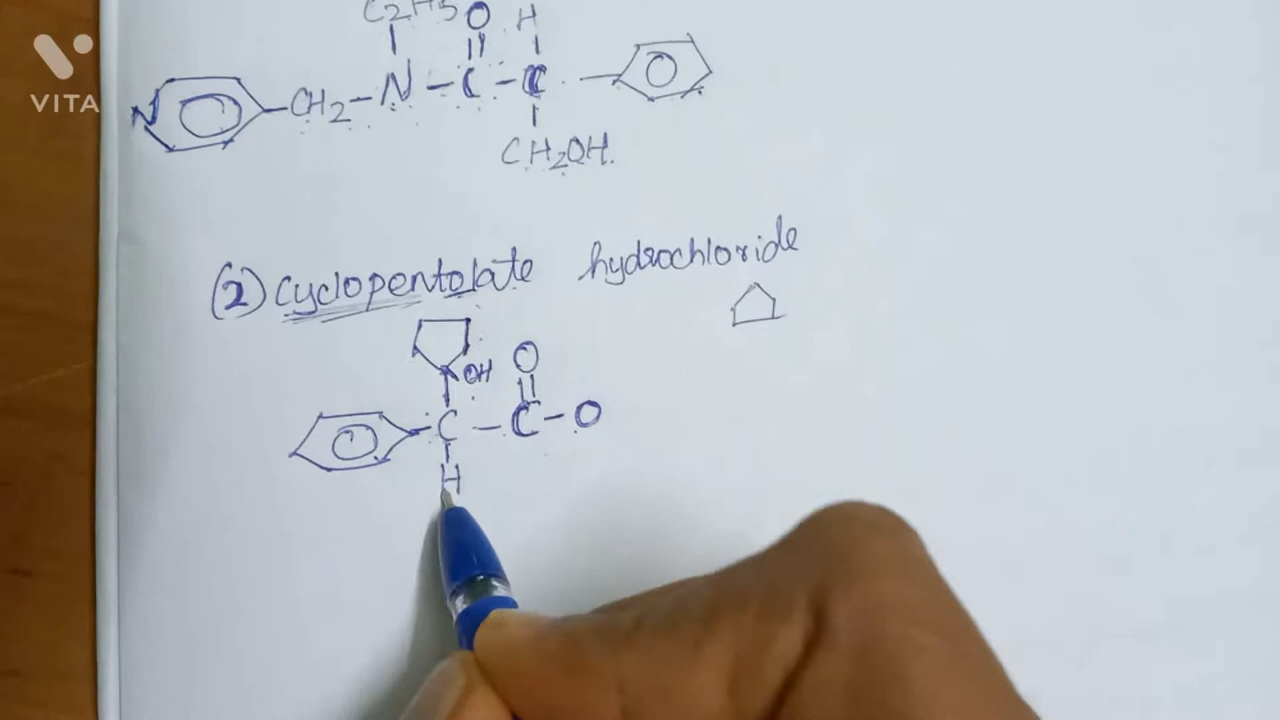 VITA
C2H5 O H
N - CH2 - N - C - C -
CH2OH.
(2) Cyclopentolate hydrochloride
OH O
- C - C - O
H